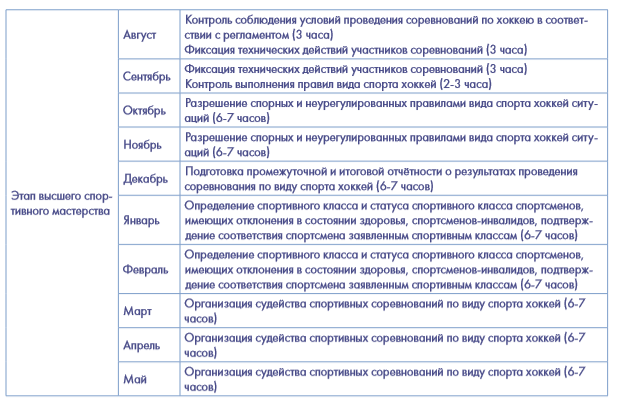 Этап высшего спор-
тивного мастерства
Август
Контроль соблюдения условий проведения соревнований по хоккею в соответ-
ствии с регламентом (3 часа)
Фиксация технических действий участников соревнований (3 часа)
Сентябрь
Фиксация технических действий участников соревнований (3 часа)
Контроль выполнения правил вида спорта хоккей (2-3 часа)
Октябрь
Разрешение спорных и неурегулированных правилами вида спорта хоккей ситу-
аций (6-7 часов)
Ноябрь
Разрешение спорных и неурегулированных правилами вида спорта хоккей ситу-
аций (6-7 часов)
Декабрь
Подготовка промежуточной и итоговой отчётности о результатах проведения
соревнования по виду спорта хоккей (6-7 часов)
Январь
Определение спортивного класса и статуса спортивного класса спортсменов,
имеющих отклонения в состоянии здоровья, спортсменов-инвалидов, подтверж-
дение соответствия спортсмена заявленным спортивным классам (6-7 часов)
Февраль
Определение спортивного класса и статуса спортивного класса спортсменов,
имеющих отклонения в состоянии здоровья, спортсменов-инвалидов, подтверж-
дение соответствия спортсмена заявленным спортивным классам (6-7 часов)
Март
Организация судейства спортивных соревнований по виду спорта хоккей (6-7
часов)
Апрель
Организация судейства спортивных соревнований по виду спорта хоккей (6-7
часов)
Май
Организация судейства спортивных соревнований по виду спорта хоккей (6-7
часов)